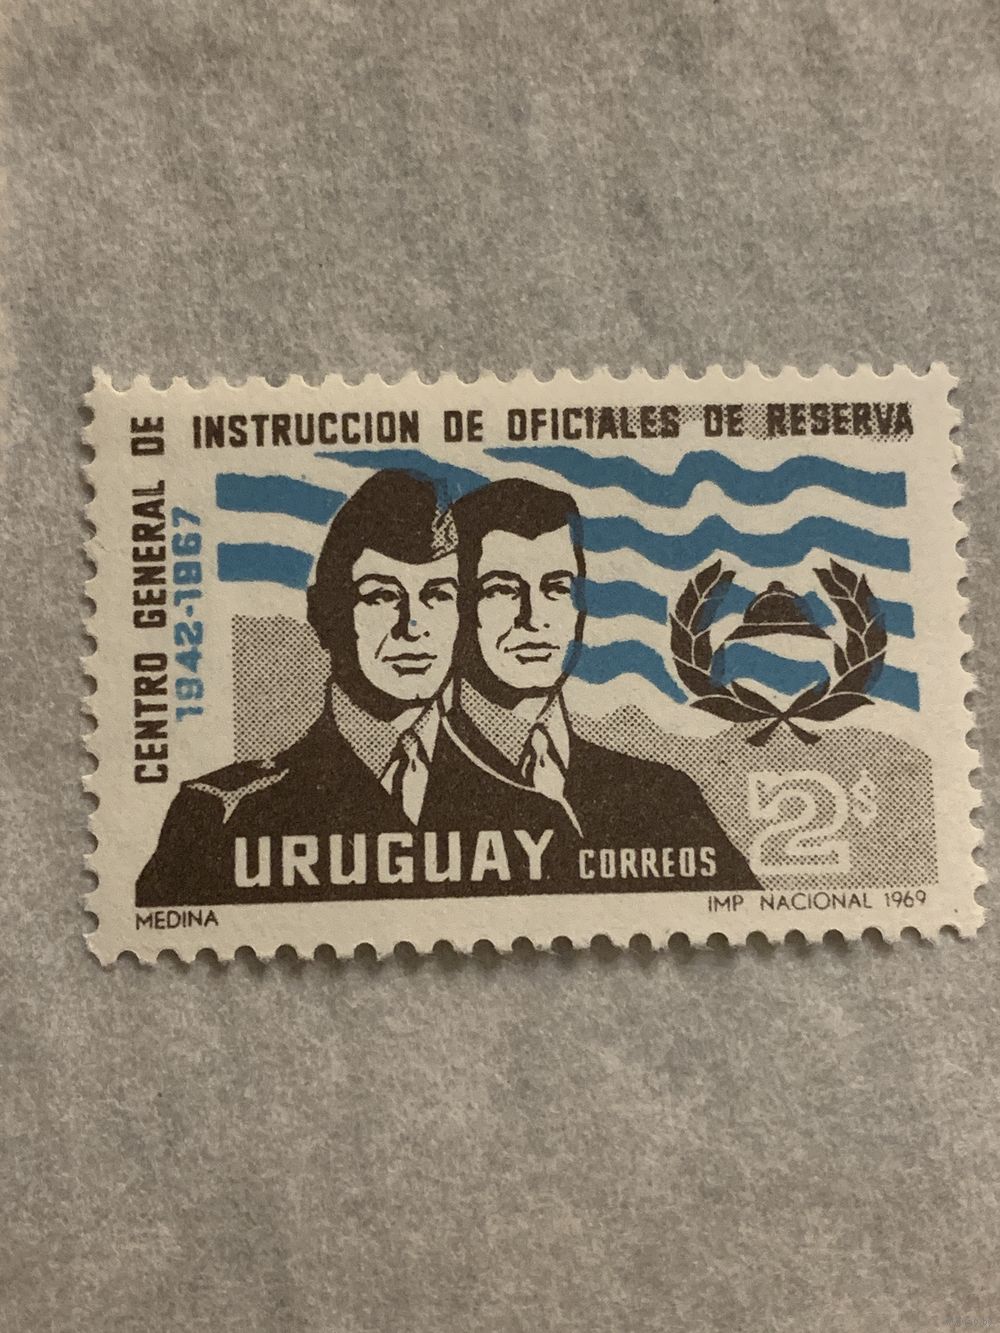 CENTRO GENERAL DE
INSTRUCCION DE OFICIALES DE RESERVA
1942-1967
2$
URUGUAY CORREOS
MEDINA
IMP NACIONAL 1969